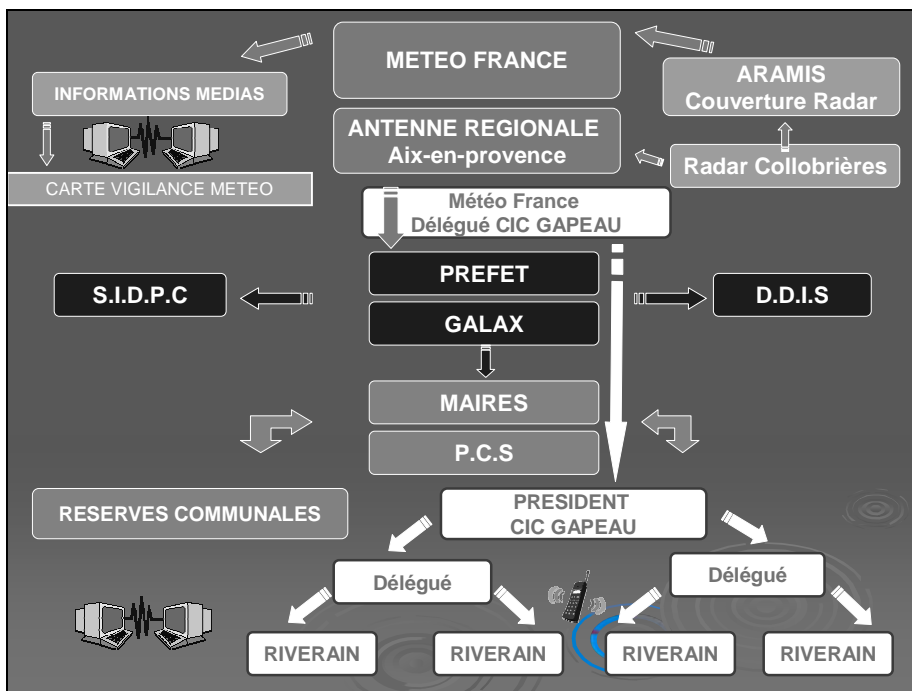 METEO FRANCE
ARAMIS
Couverture Radar
INFORMATIONS MEDIAS
ANTENNE REGIONALE
Aix-en-provence
Radar Collobrières
CARTE VIGILANCE METEO
Météo France
Délégué CIC GAPEAU
PREFET
S.I.D.P.C
D.D.I.S
GALAX
MAIRES
P.C.S
RESERVES COMMUNALES
PRESIDENT
CIC GAPEAU
Délégué
Délégué
RIVERAIN
RIVERAIN
RIVERAIN
RIVERAIN